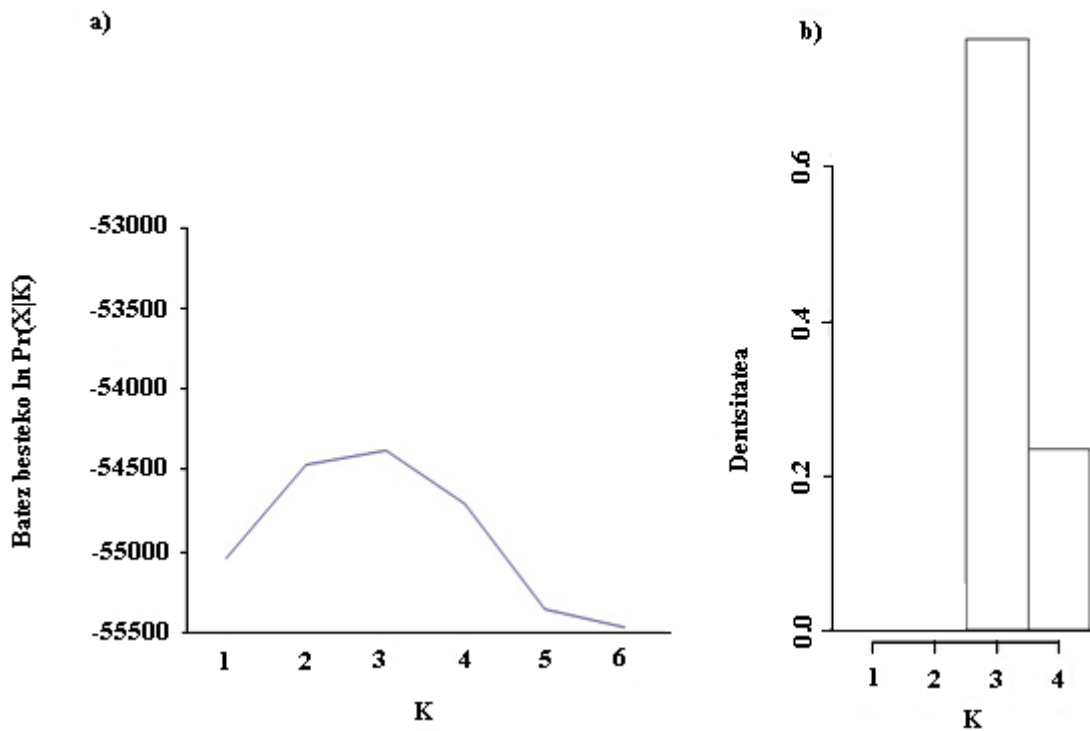 a)
Batez besteko ln Pr(X|K)
-53000
-53500
-54000
-54500
-55000
-55500
1 2 3 4 5 6
K
b)
Dentsitatea
0.6
0.4
0.2
0.0
1 2 3 4
K